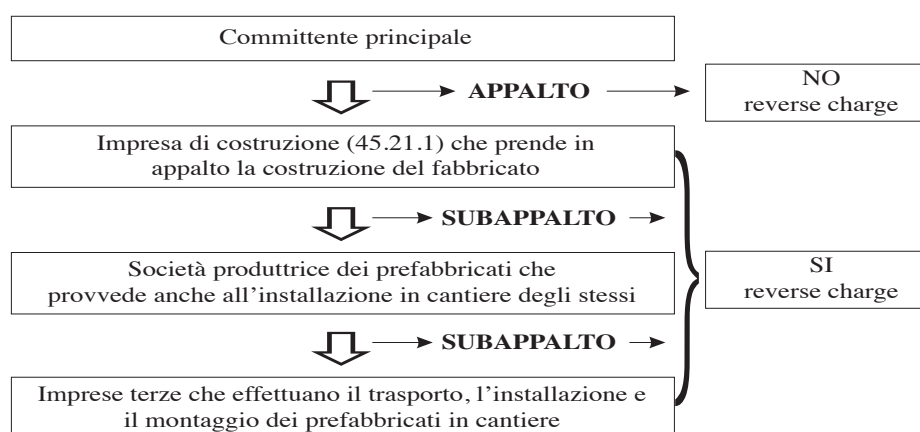 Committente principale
APPALTO
NO
reverse charge
Impresa di costruzione (45.21.1) che prende in
appalto la costruzione del fabbricato
SUBAPPALTO
Società produttrice dei prefabbricati che
provvede anche all’installazione in cantiere degli stessi
SI
reverse charge
SUBAPPALTO
Imprese terze che effettuano il trasporto, l’installazione e
il montaggio dei prefabbricati in cantiere